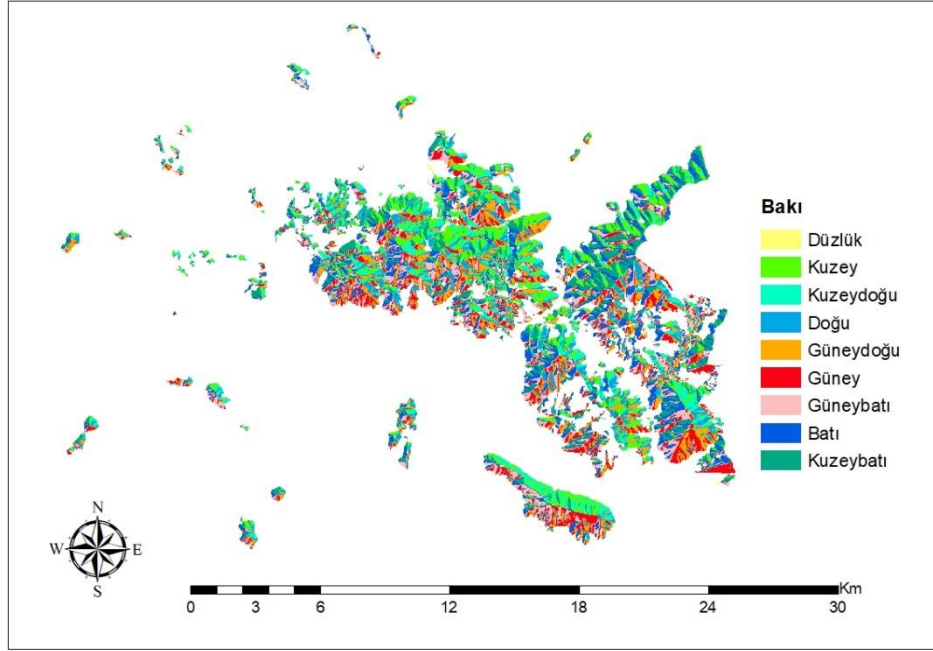 Bakı
Düzlük
Kuzey
Kuzeydoğu
Doğu
Güneydoğu
Güney
Güneybatı
Batı
Kuzeybatı
N
W E
S
Km
0 3 6 12 18 24 30